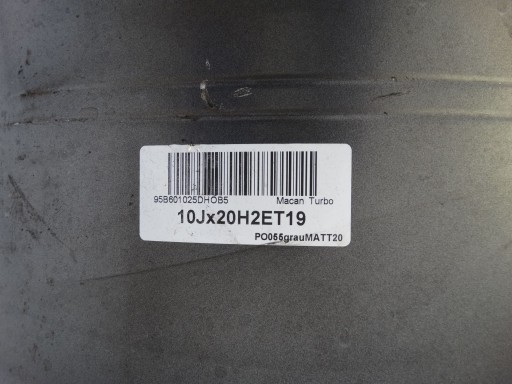 95B601025DHOB5 Macan Turbo
10Jx20H2ET19
PO055grauMATT20